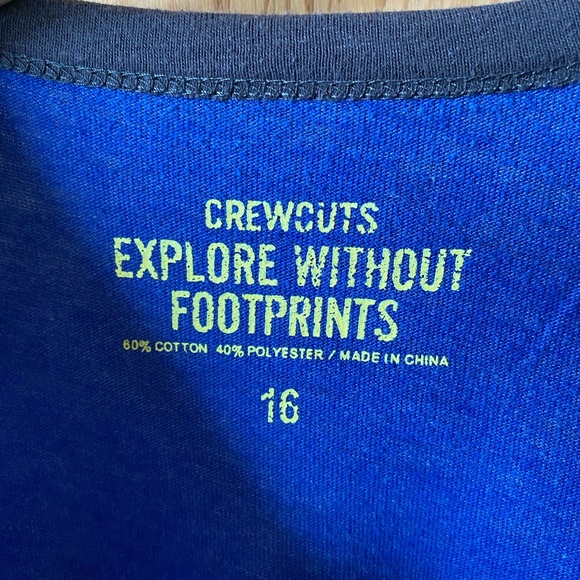 CREWCUTS
EXPLORE WITHOUT
FOOTPRINTS
60% COTTON 40% POLYESTER / MADE IN CHINA
16